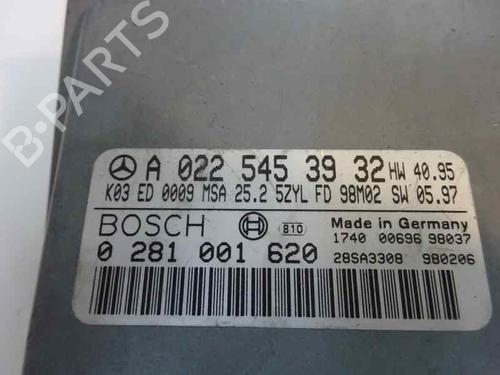 B-PARTS
A 022 545 39 32 HW 40.95
K03 ED 0009 MSA 25.2 5ZYL FD 98M02 SW 05.97
BOSCH 810 Made in Germany
0 281 001 620 1740 00696 98037
28SA3308 980206